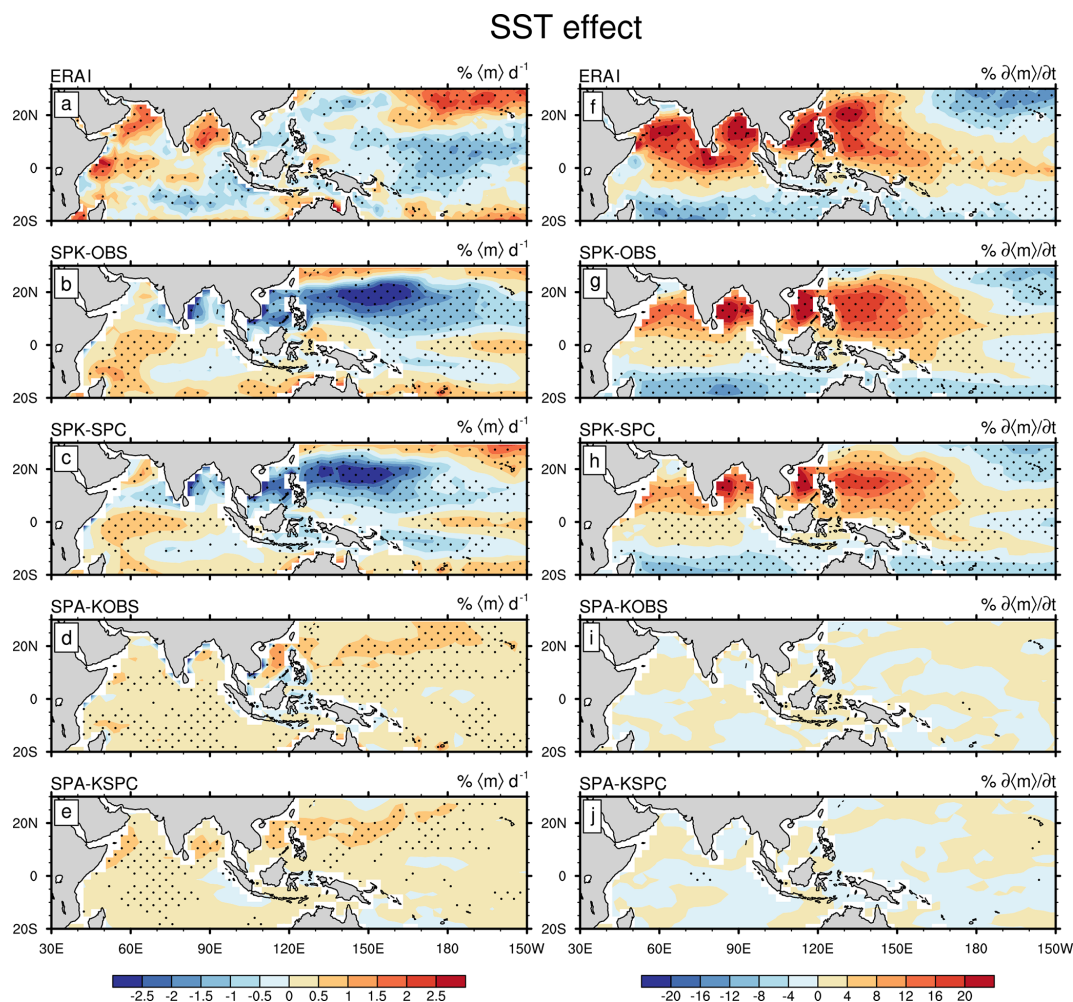 SST effect
ERAI % ⟨m⟩ d⁻¹
a
20N
0
20S
ERAI % ∂⟨m⟩/∂t
f
20N
0
20S
SPK-OBS % ⟨m⟩ d⁻¹
b
20N
0
20S
SPK-OBS % ∂⟨m⟩/∂t
g
20N
0
20S
SPK-SPC % ⟨m⟩ d⁻¹
c
20N
0
20S
SPK-SPC % ∂⟨m⟩/∂t
h
20N
0
20S
SPA-KOBS % ⟨m⟩ d⁻¹
d
20N
0
20S
SPA-KOBS % ∂⟨m⟩/∂t
i
20N
0
20S
SPA-KSPC % ⟨m⟩ d⁻¹
e
20N
0
20S
30E 60E 90E 120E 150E 180 150W
SPA-KSPC % ∂⟨m⟩/∂t
j
20N
0
20S
30E 60E 90E 120E 150E 180 150W
-2.5 -2 -1.5 -1 -0.5 0 0.5 1 1.5 2 2.5
-20 -16 -12 -8 -4 0 4 8 12 16 20